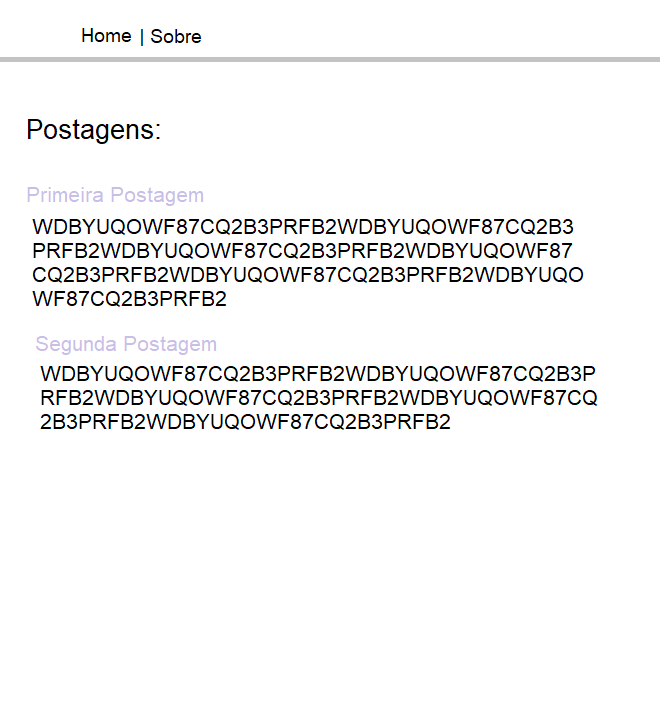 Home | Sobre
Postagens:
Primeira Postagem
WDBYUQOWF87CQ2B3PRFB2WDBYUQOWF87CQ2B3
PRFB2WDBYUQOWF87CQ2B3PRFB2WDBYUQOWF87
CQ2B3PRFB2WDBYUQOWF87CQ2B3PRFB2WDBYUQO
WF87CQ2B3PRFB2
Segunda Postagem
WDBYUQOWF87CQ2B3PRFB2WDBYUQOWF87CQ2B3P
RFB2WDBYUQOWF87CQ2B3PRFB2WDBYUQOWF87CQ
2B3PRFB2WDBYUQOWF87CQ2B3PRFB2